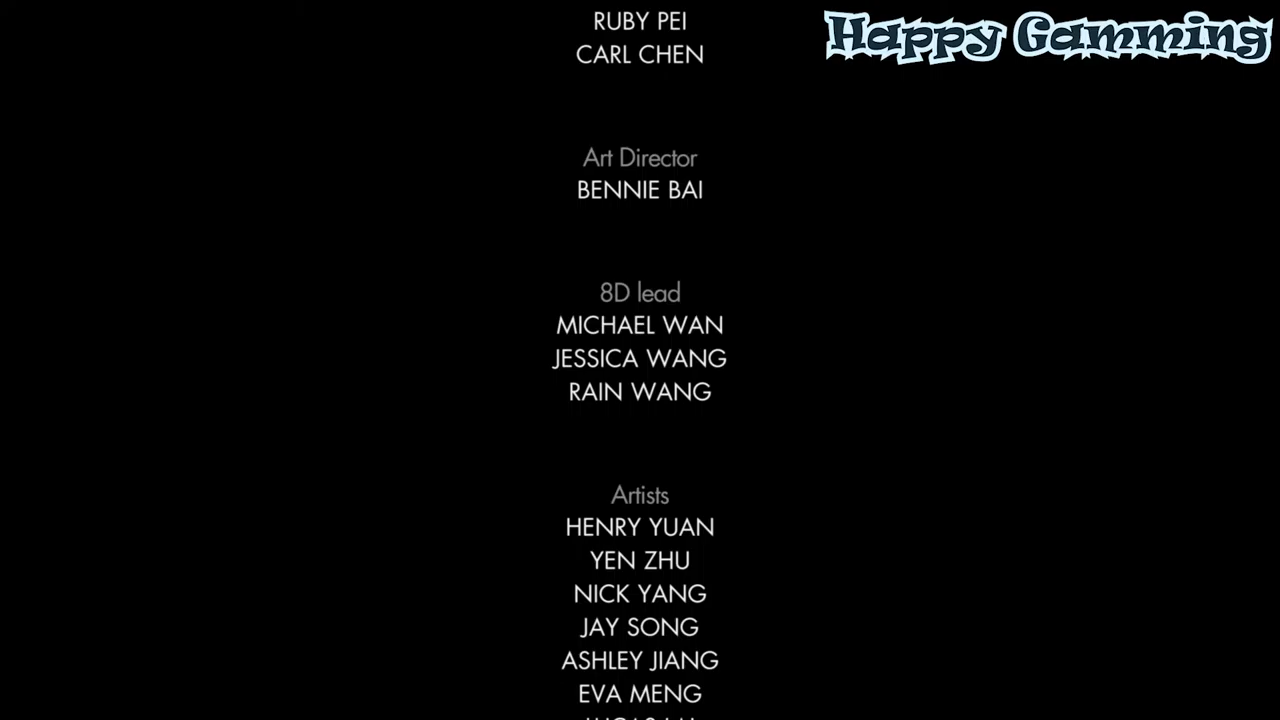 RUBY PEI
Happy Gamming
CARL CHEN
Art Director
BENNIE BAI
8D lead
MICHAEL WAN
JESSICA WANG
RAIN WANG
Artists
HENRY YUAN
YEN ZHU
NICK YANG
JAY SONG
ASHLEY JIANG
EVA MENG